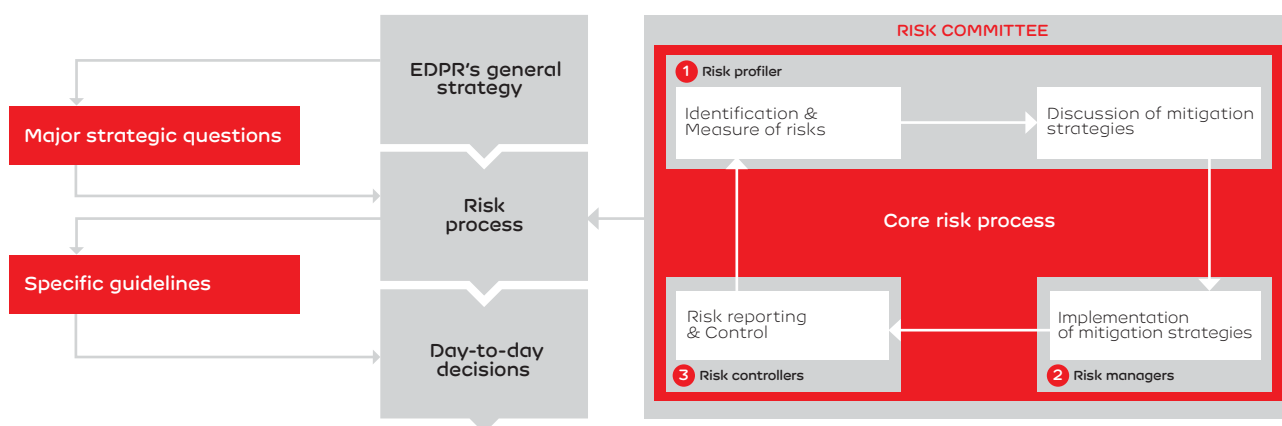 EDPR's general
strategy
Major strategic questions
Risk
process
Specific guidelines
Day-to-day
decisions
RISK COMMITTEE
1 Risk profiler
Identification &
Measure of risks
Discussion of mitigation
strategies
Core risk process
Risk reporting
& Control
3 Risk controllers
Implementation
of mitigation strategies
2 Risk managers